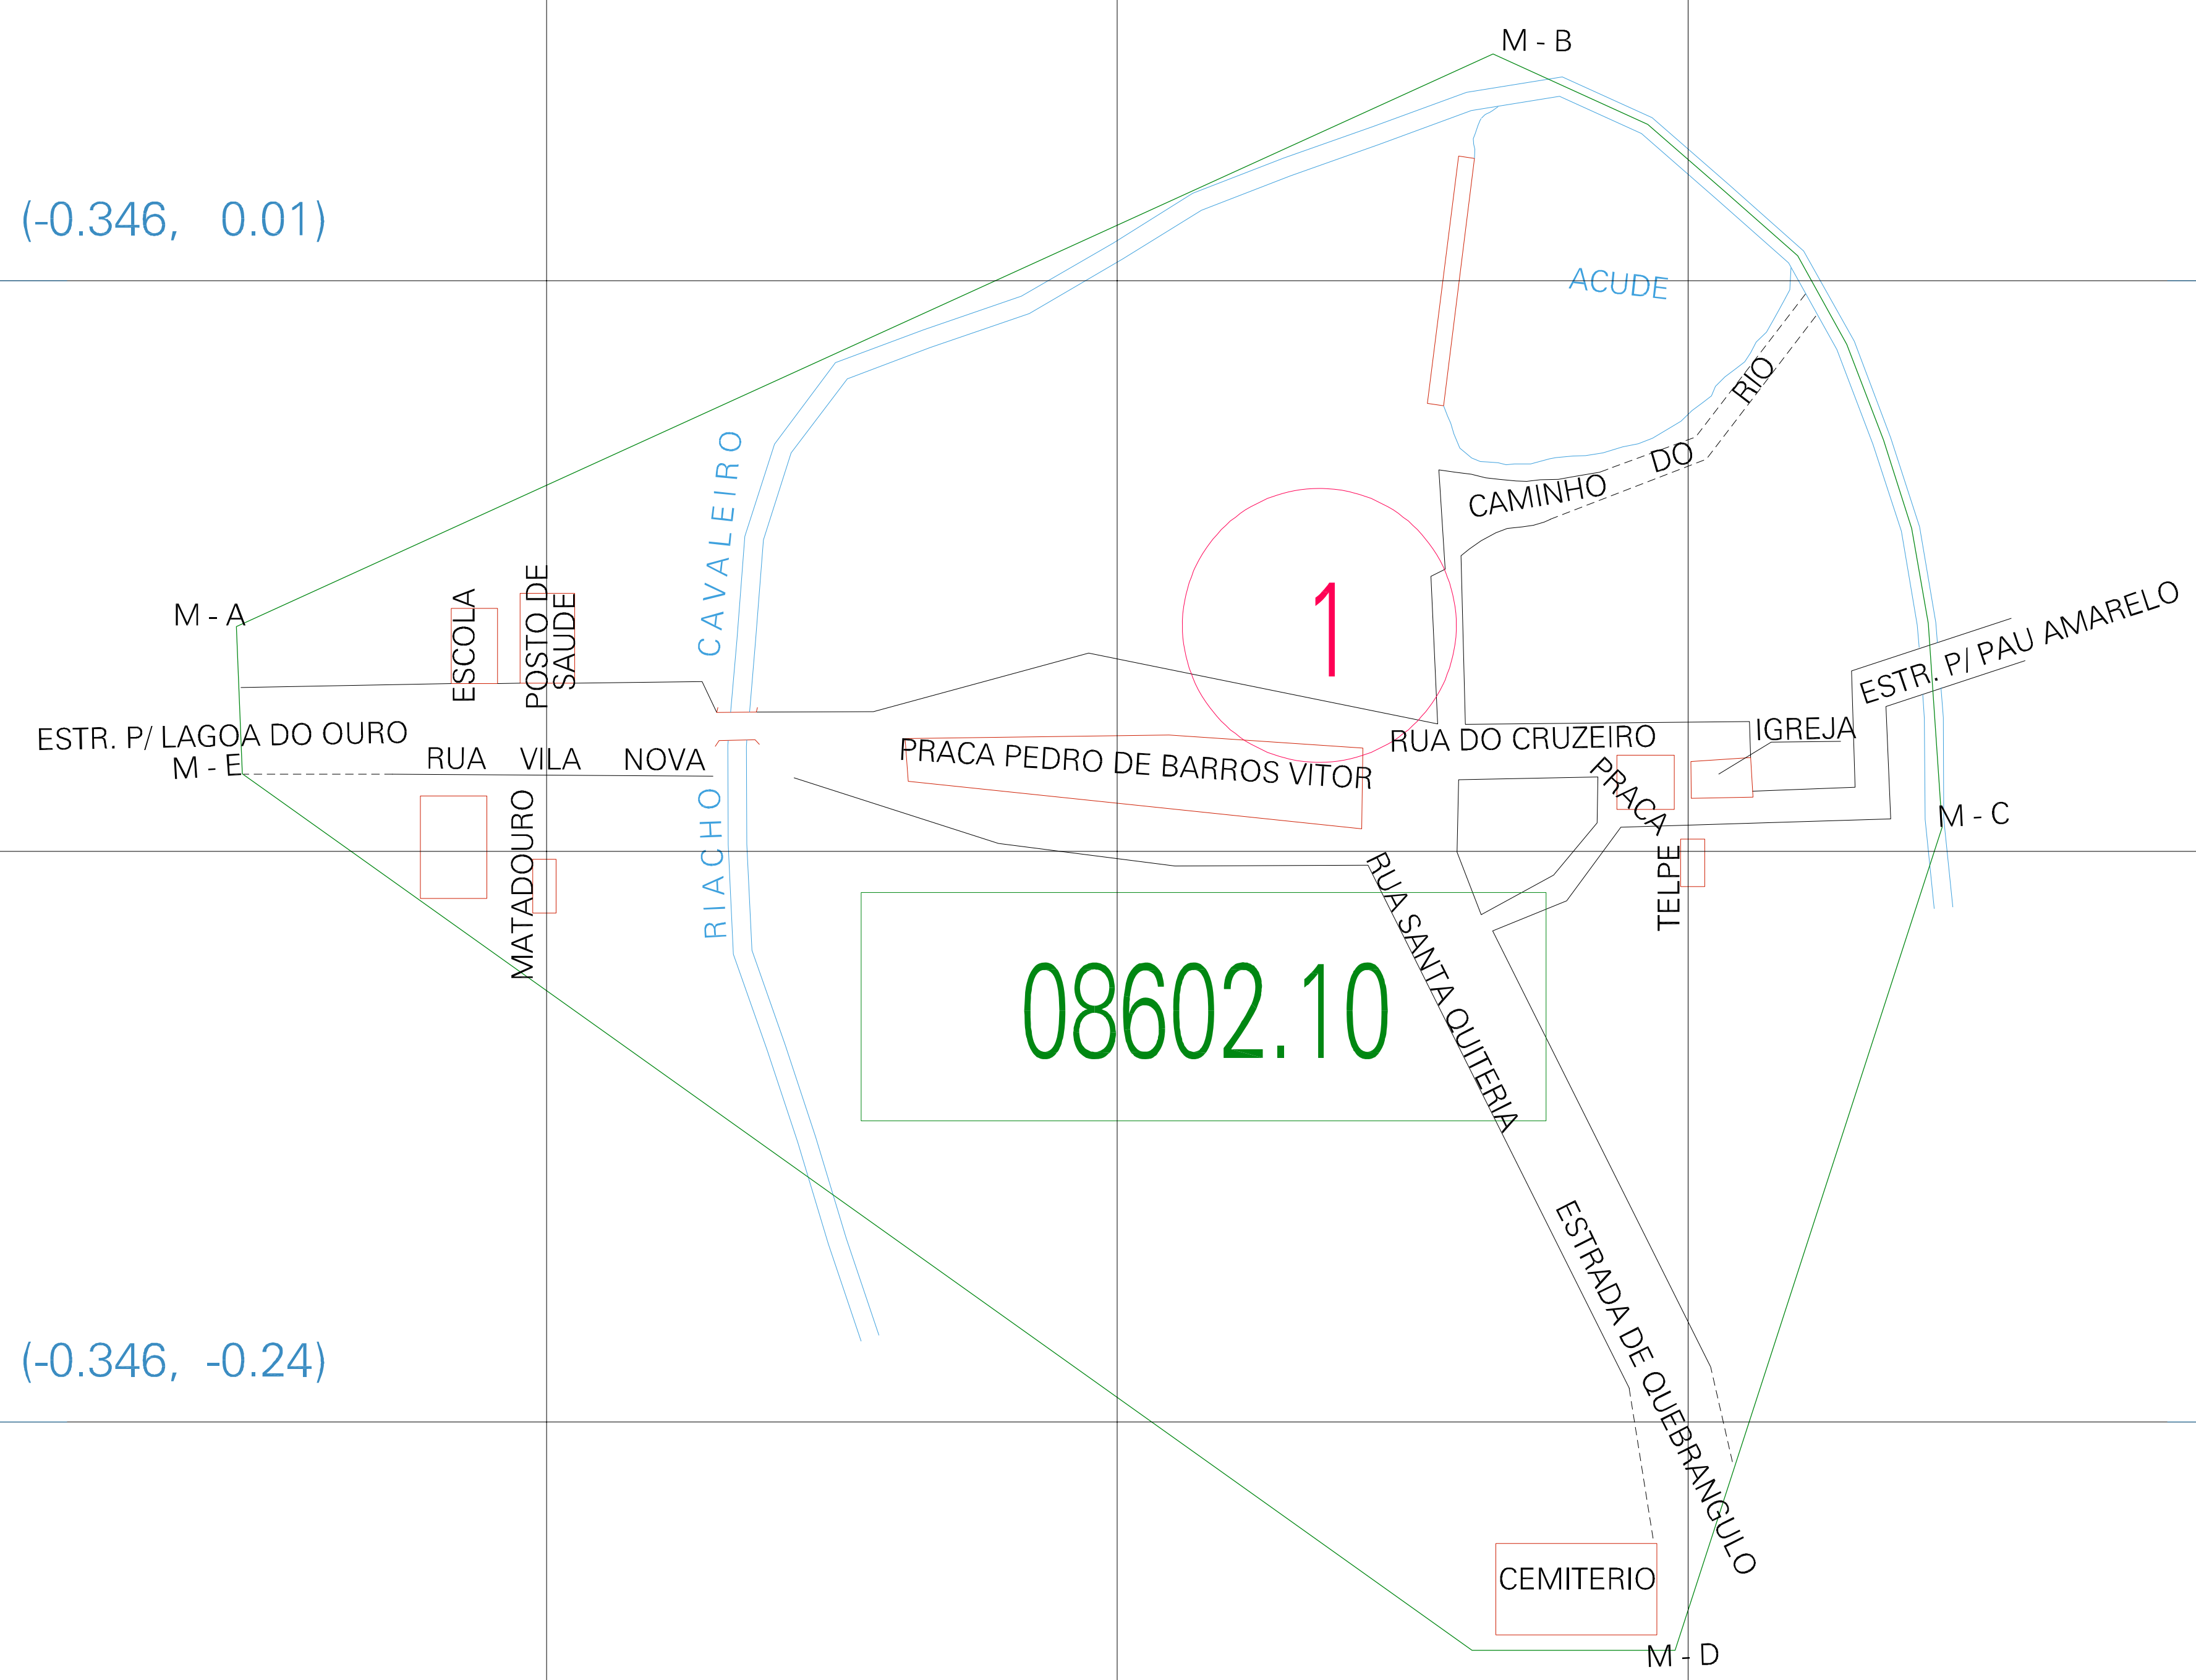 M - B
(-0.346, 0.01)
ACUDE
CAMINHO DO RIO
CAVALEIRO
1
M - A
ESCOLA
POSTO DE
SAUDE
ESTR. P/ PAU AMARELO
ESTR. P/ LAGOA DO OURO
M - E
RUA VILA NOVA
PRACA PEDRO DE BARROS VITOR
RUA DO CRUZEIRO
IGREJA
PRACA
M - C
MATADOURO
RIACHO
TELPE
RUA SANTA QUITERIA
08602.10
ESTRADA DE QUEBRANGULO
(-0.346, -0.24)
CEMITERIO
M - D